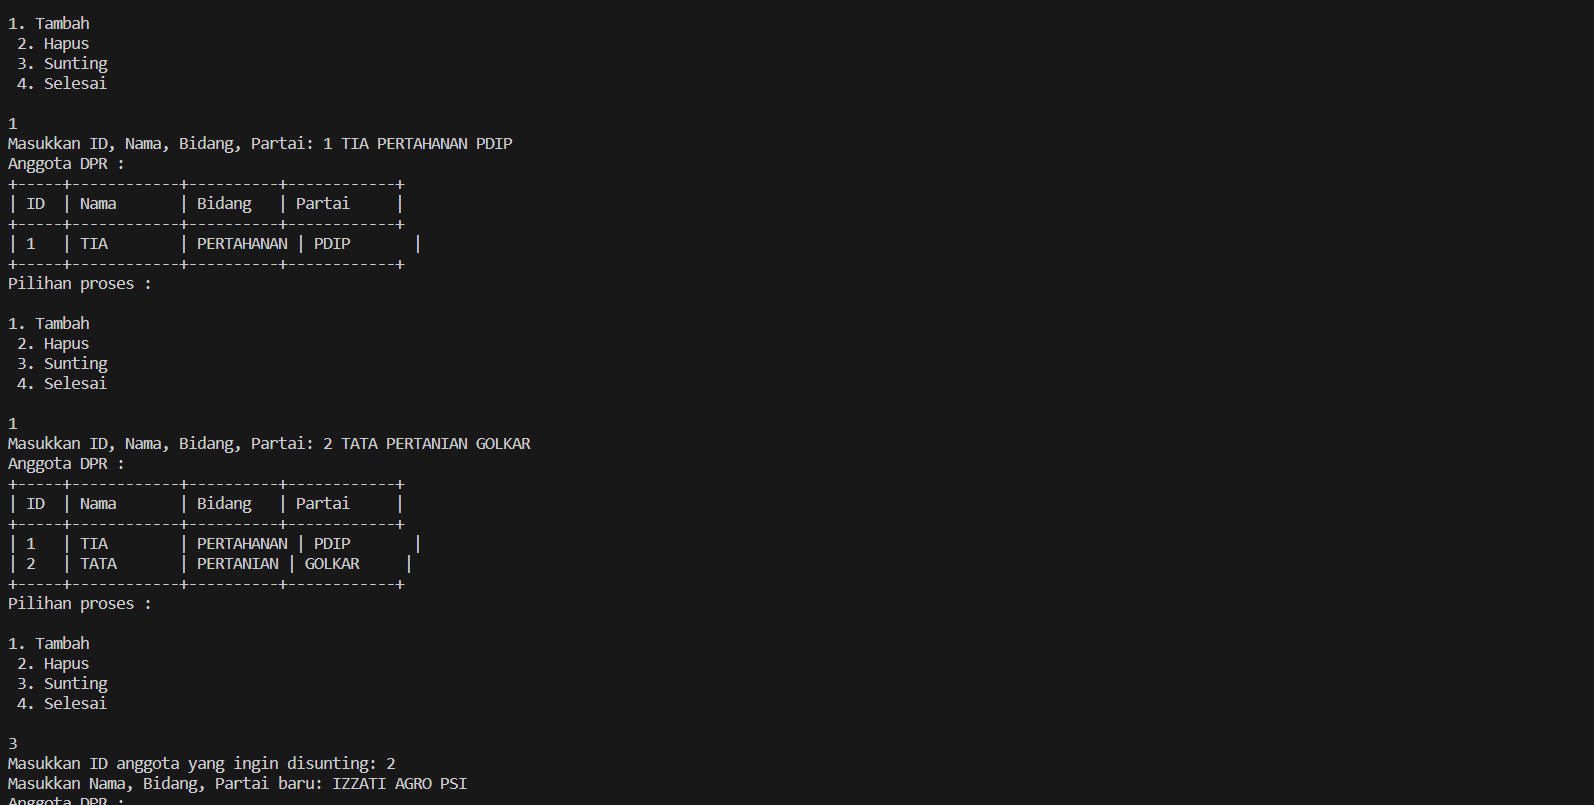 1. Tambah
 2. Hapus
 3. Sunting
 4. Selesai
1
Masukkan ID, Nama, Bidang, Partai: 1 TIA PERTAHANAN PDIP
Anggota DPR :
+-----+------------+----------+------------+
| ID  | Nama       | Bidang   | Partai     |
+-----+------------+----------+------------+
| 1   | TIA        | PERTAHANAN | PDIP       |
+-----+------------+----------+------------+
Pilihan proses :
1. Tambah
 2. Hapus
 3. Sunting
 4. Selesai
1
Masukkan ID, Nama, Bidang, Partai: 2 TATA PERTANIAN GOLKAR
Anggota DPR :
+-----+------------+----------+------------+
| ID  | Nama       | Bidang   | Partai     |
+-----+------------+----------+------------+
| 1   | TIA        | PERTAHANAN | PDIP       |
| 2   | TATA       | PERTANIAN | GOLKAR     |
+-----+------------+----------+------------+
Pilihan proses :
1. Tambah
 2. Hapus
 3. Sunting
 4. Selesai
3
Masukkan ID anggota yang ingin disunting: 2
Masukkan Nama, Bidang, Partai baru: IZZATI AGRO PSI
Anggota DPR :